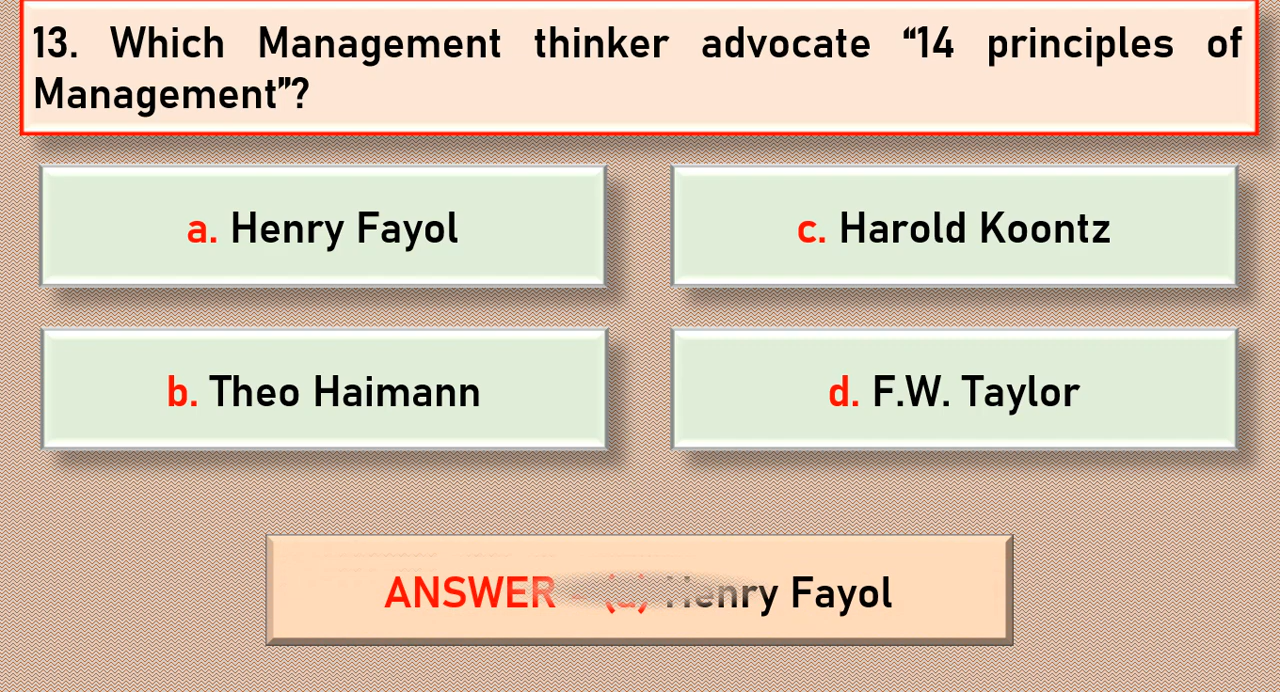 13. Which Management thinker advocate “14 principles of
Management”?
a. Henry Fayol
c. Harold Koontz
b. Theo Haimann
d. F.W. Taylor
ANSWER - (a) Henry Fayol